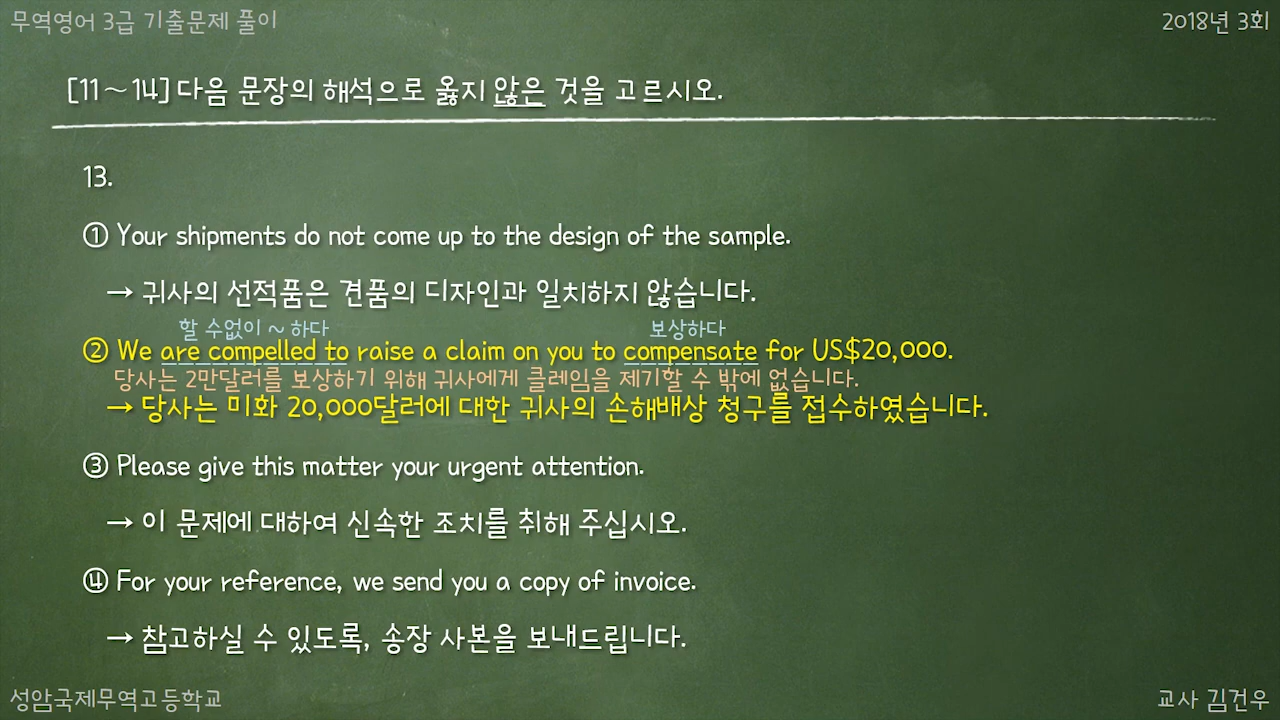 무역영어 3급 기출문제 풀이
2018년 3회
[11~14] 다음 문장의 해석으로 옳지 않은 것을 고르시오.
13.
① Your shipments do not come up to the design of the sample.
→ 귀사의 선적품은 견품의 디자인과 일치하지 않습니다.
할 수없이 ~ 하다 보상하다
② We are compelled to raise a claim on you to compensate for US$20,000.
당사는 2만달러를 보상하기 위해 귀사에게 클레임을 제기할 수 밖에 없습니다.
→ 당사는 미화 20,000달러에 대한 귀사의 손해배상 청구를 접수하였습니다.
③ Please give this matter your urgent attention.
→ 이 문제에 대하여 신속한 조치를 취해 주십시오.
④ For your reference, we send you a copy of invoice.
→ 참고하실 수 있도록, 송장 사본을 보내드립니다.
성암국제무역고등학교
교사 김건우